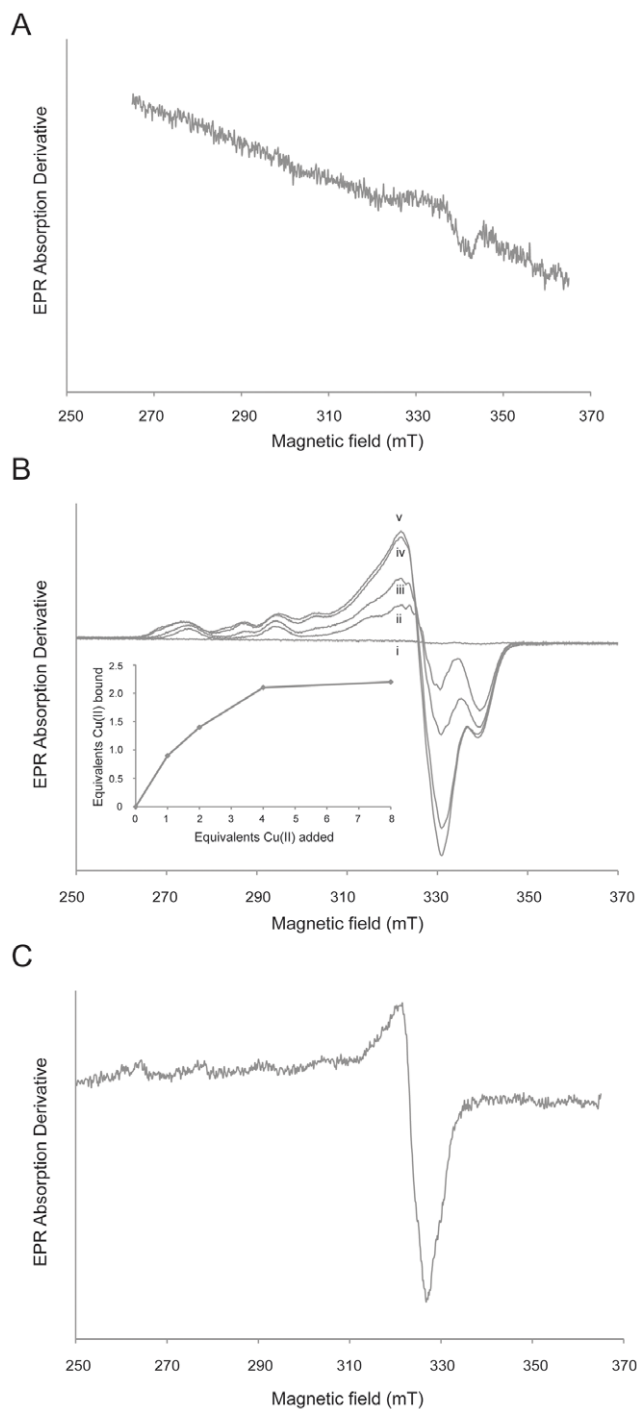 A
EPR Absorption Derivative
250 270 290 310 330 350 370
Magnetic field (mT)
B
EPR Absorption Derivative
v
iv
iii
ii
i
Equivalents Cu(II) bound
2.5
2.0
1.5
1.0
0.5
0
0 1 2 3 4 5 6 7 8
Equivalents Cu(II) added
250 270 290 310 330 350 370
Magnetic field (mT)
C
EPR Absorption Derivative
250 270 290 310 330 350 370
Magnetic field (mT)